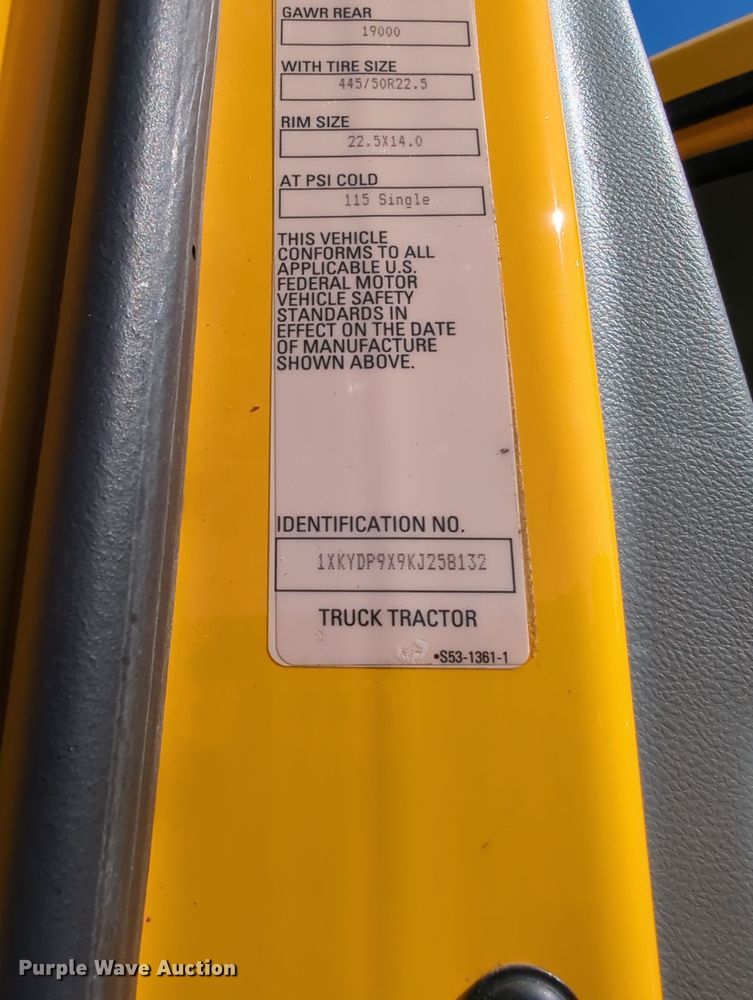 GAWR REAR
19000
WITH TIRE SIZE
445/50R22.5
RIM SIZE
22.5X14.0
AT PSI COLD
115 Single
THIS VEHICLE
CONFORMS TO ALL
APPLICABLE U.S.
FEDERAL MOTOR
VEHICLE SAFETY
STANDARDS IN
EFFECT ON THE DATE
OF MANUFACTURE
SHOWN ABOVE.
IDENTIFICATION NO.
1XKYDP9X9KJ258132
TRUCK TRACTOR
•S53-1361-1
Purple Wave Auction